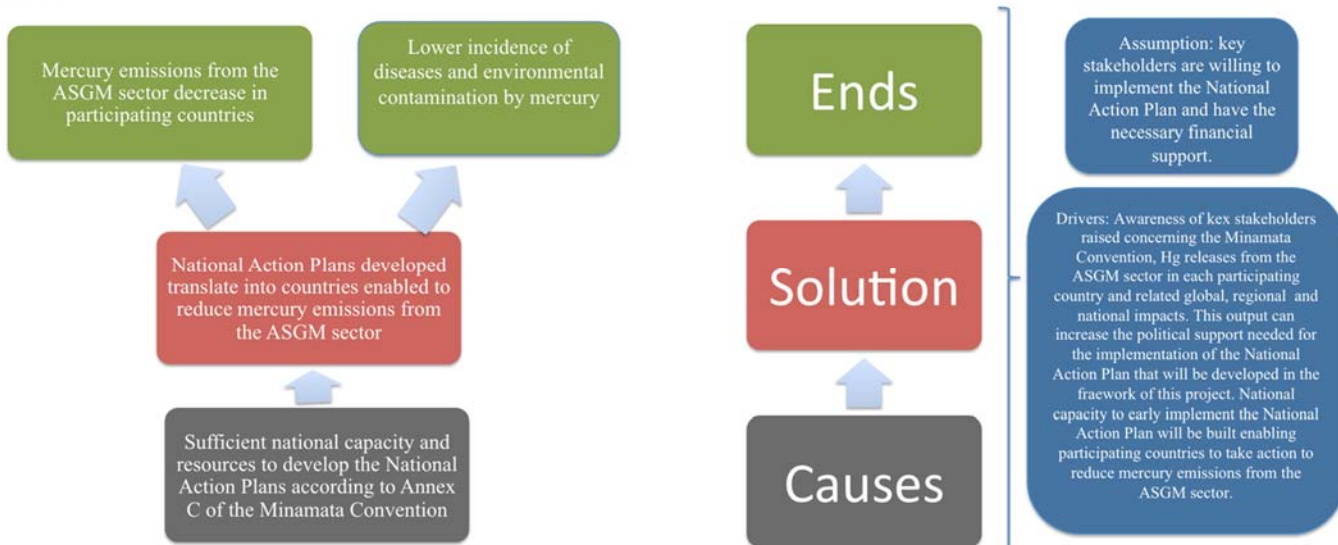 Mercury emissions from the
ASGM sector decrease in
participating countries
Lower incidence of
diseases and environmental
contamination by mercury
National Action Plans developed
translate into countries enabled to
reduce mercury emissions from
the ASGM sector
Sufficient national capacity and
resources to develop the National
Action Plans according to Annex
C of the Minamata Convention
Ends
Solution
Causes
Assumption: key
stakeholders are willing to
implement the National
Action Plan and have the
necessary financial
support.
Drivers: Awareness of kex stakeholders
raised concerning the Minamata
Convention, Hg releases from the
ASGM sector in each participating
country and related global, regional and
national impacts. This output can
increase the political support needed for
the implementation of the National
Action Plan that will be developed in the
fraework of this project. National
capacity to early implement the National
Action Plan will be built enabling
participating countries to take action to
reduce mercury emissions from the
ASGM sector.